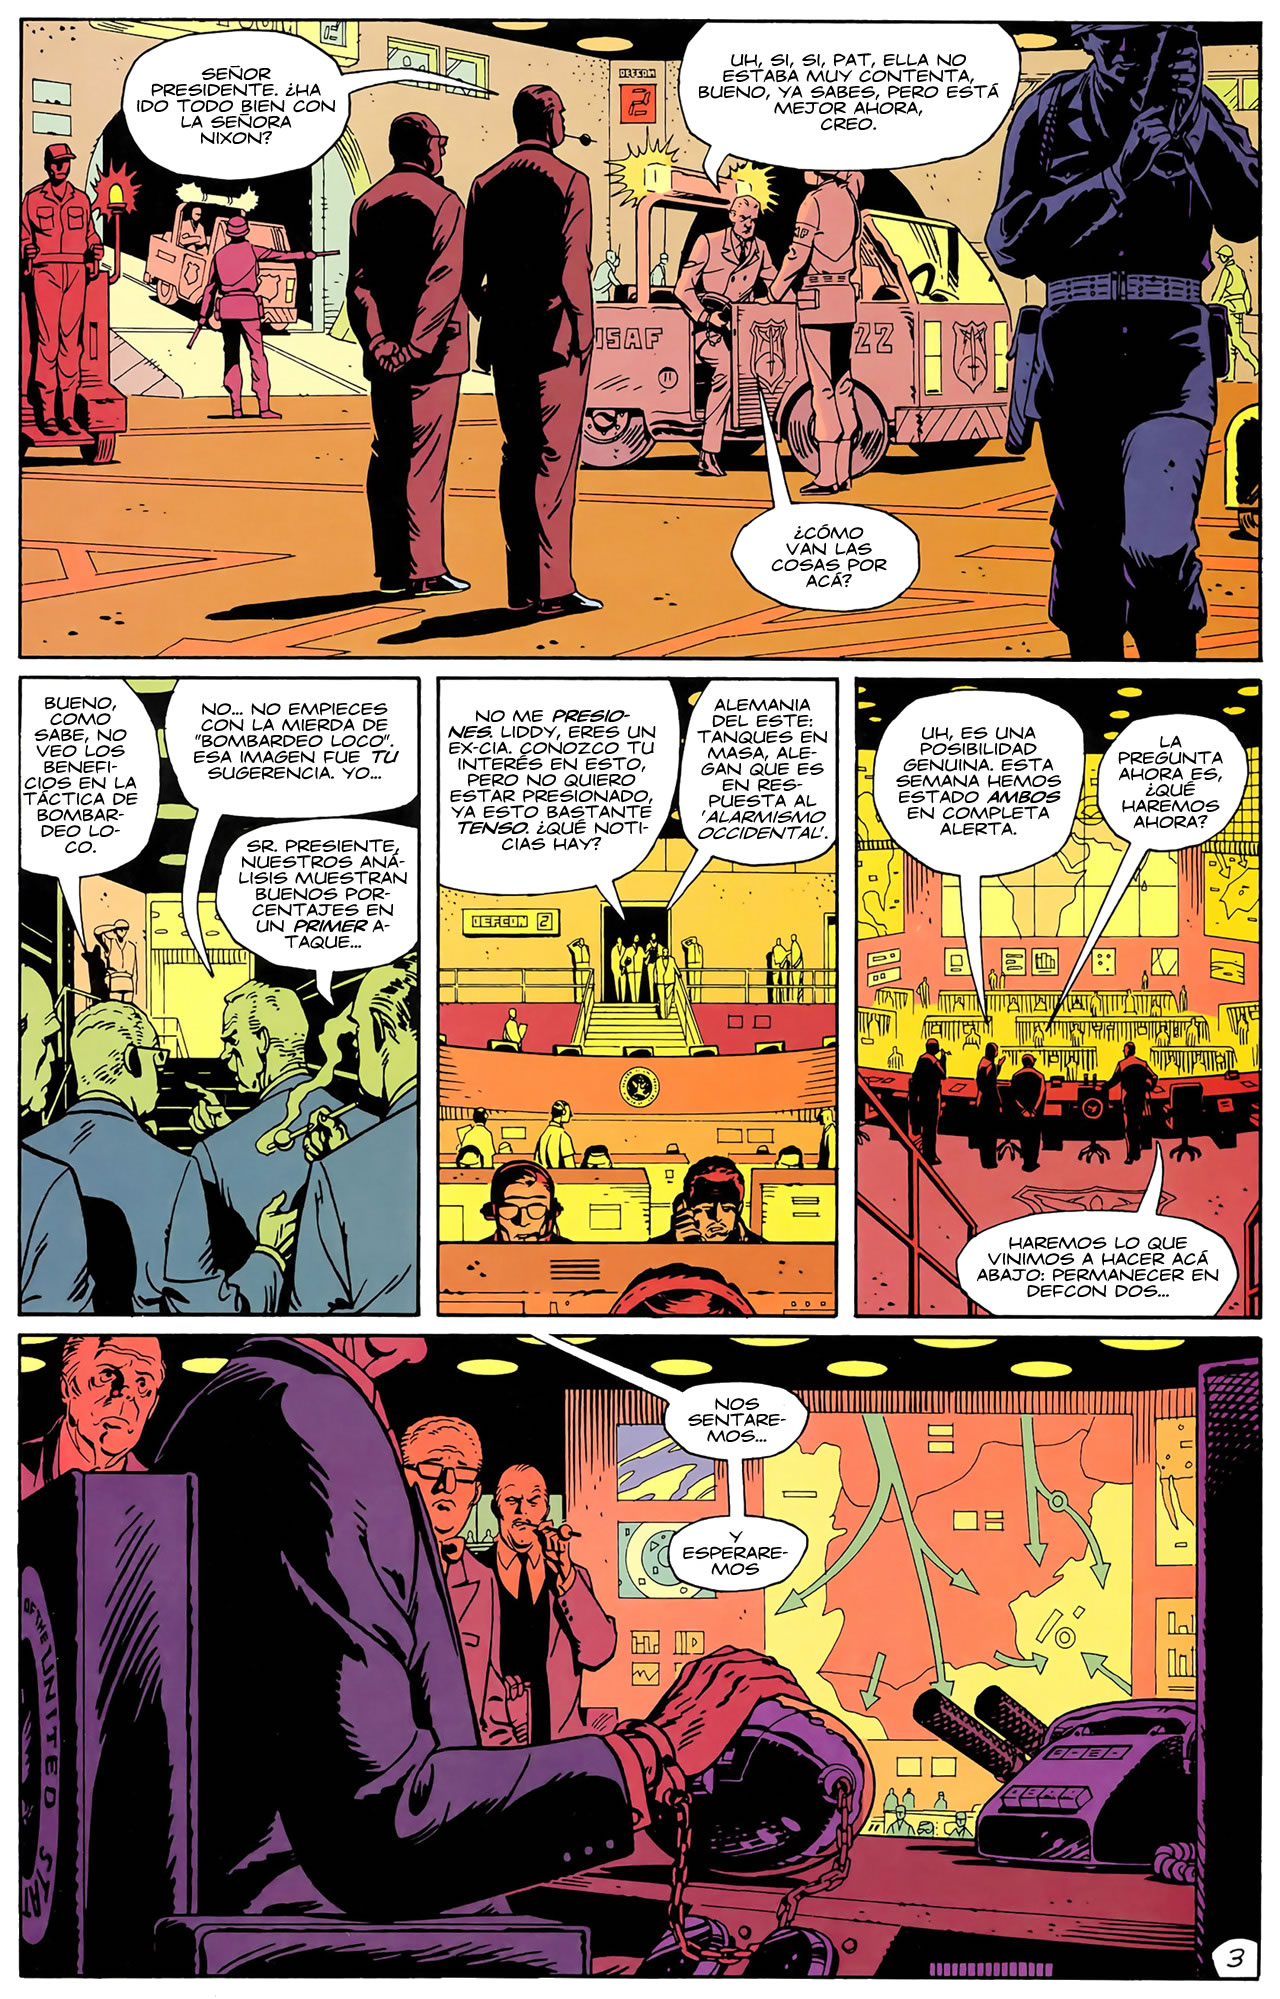 SEÑOR
PRESIDENTE. ¿HA
IDO TODO BIEN CON
LA SEÑORA
NIXON?
UH, SI, SI, PAT, ELLA NO
ESTABA MUY CONTENTA,
BUENO, YA SABES, PERO ESTÁ
MEJOR AHORA,
CREO.
DEFCON
2
USAF
22
¿CÓMO
VAN LAS
COSAS POR
ACÁ?
BUENO,
COMO
SABE, NO
VEO LOS
BENEFI-
CIOS EN LA
TÁCTICA DE
BOMBAR-
DEO LO-
CO.
NO... NO EMPIECES
CON LA MIERDA DE
"BOMBARDEO LOCO".
ESA IMAGEN FUE TU
SUGERENCIA. YO...
SR. PRESIENTE,
NUESTROS ANÁ-
LISIS MUESTRAN
BUENOS POR-
CENTAJES EN
UN PRIMER A-
TAQUE...
NO ME PRESIO-
NES. LIDDY, ERES UN
EX-CIA. CONOZCO TU
INTERÉS EN ESTO,
PERO NO QUIERO
ESTAR PRESIONADO,
YA ESTO BASTANTE
TENSO. ¿QUÉ NOTI-
CIAS HAY?
ALEMANIA
DEL ESTE:
TANQUES EN
MASA, ALE-
GAN QUE ES
EN RES-
PUESTA AL
'ALARMISMO
OCCIDENTAL'.
DEFCON 2
UH, ES UNA
POSIBILIDAD
GENUINA. ESTA
SEMANA HEMOS
ESTADO AMBOS
EN COMPLETA
ALERTA.
LA
PREGUNTA
AHORA ES,
¿QUÉ
HAREMOS
AHORA?
HAREMOS LO QUE
VINIMOS A HACER ACÁ
ABAJO: PERMANECER EN
DEFCON DOS...
NOS
SENTARE-
MOS...
Y
ESPERARE-
MOS
OF THE UNITED STAT
3